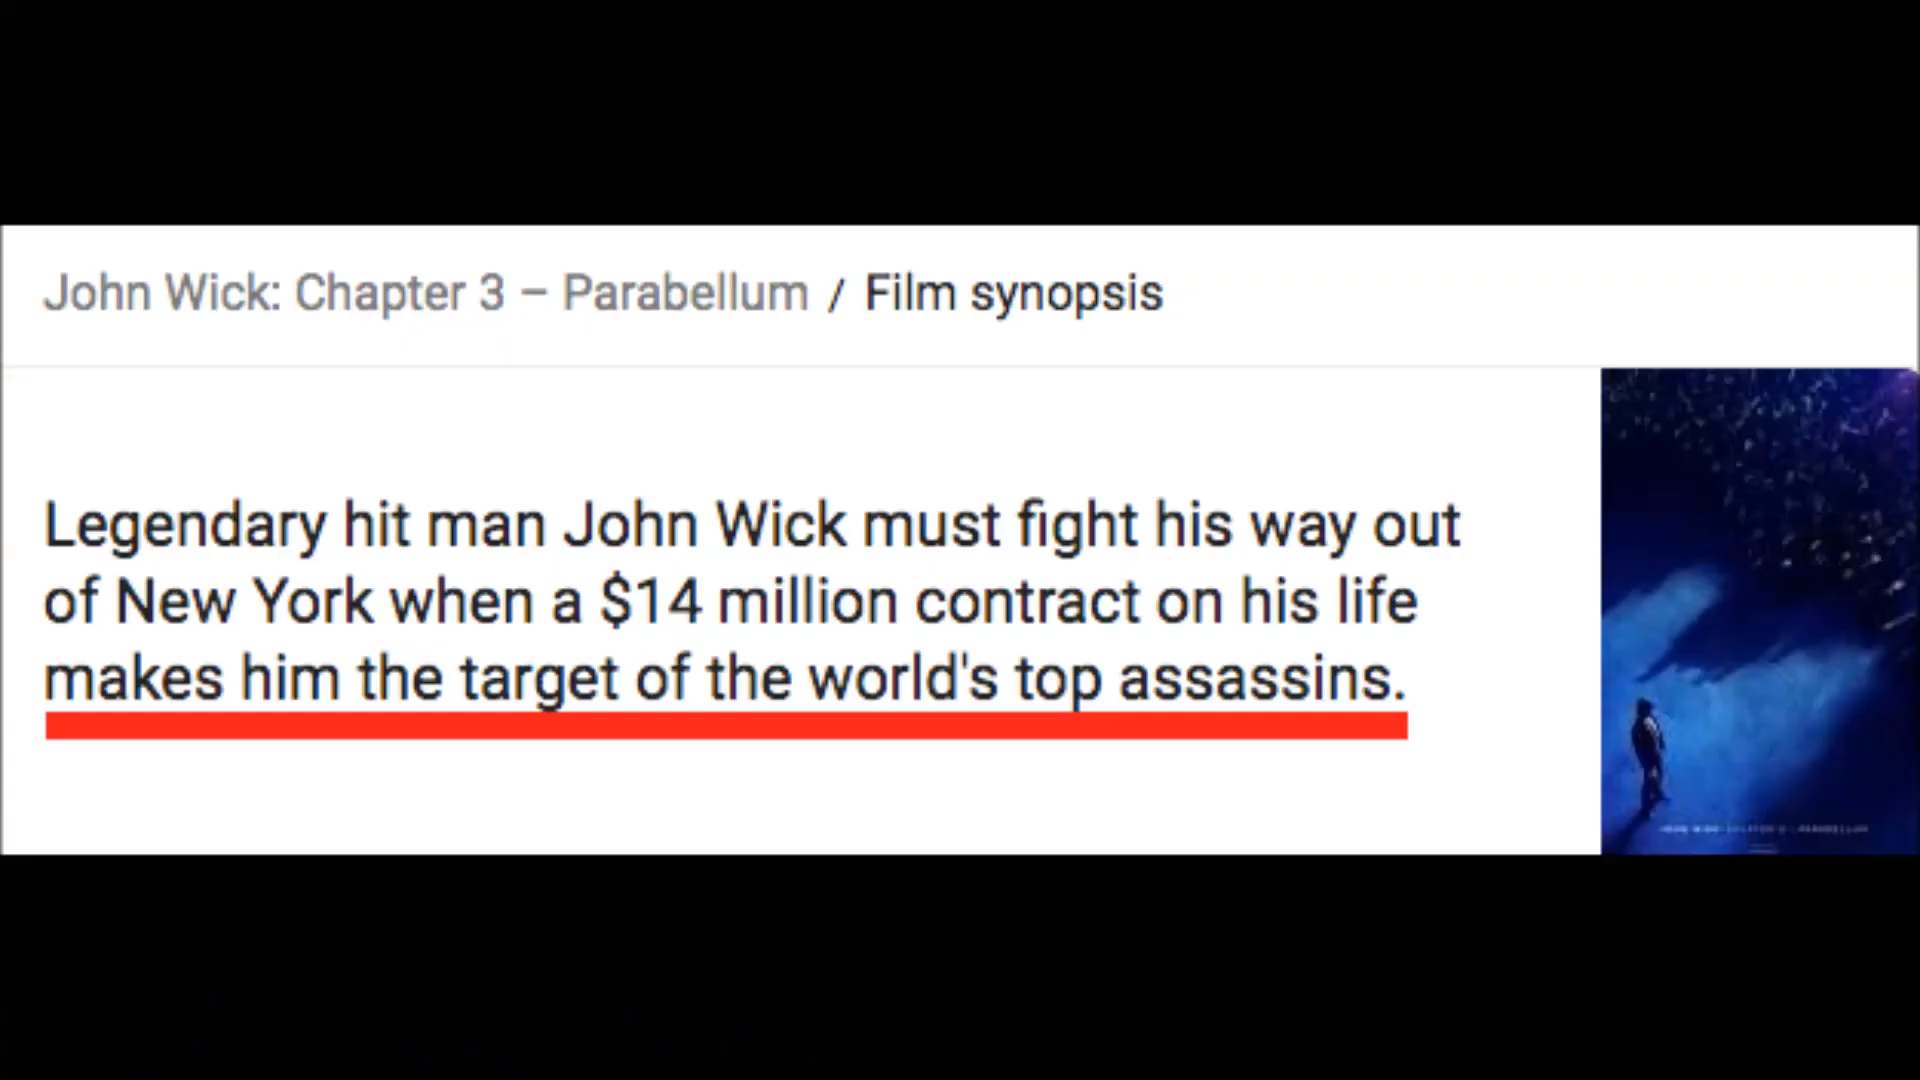 John Wick: Chapter 3 – Parabellum / Film synopsis
Legendary hit man John Wick must fight his way out
of New York when a $14 million contract on his life
makes him the target of the world's top assassins.